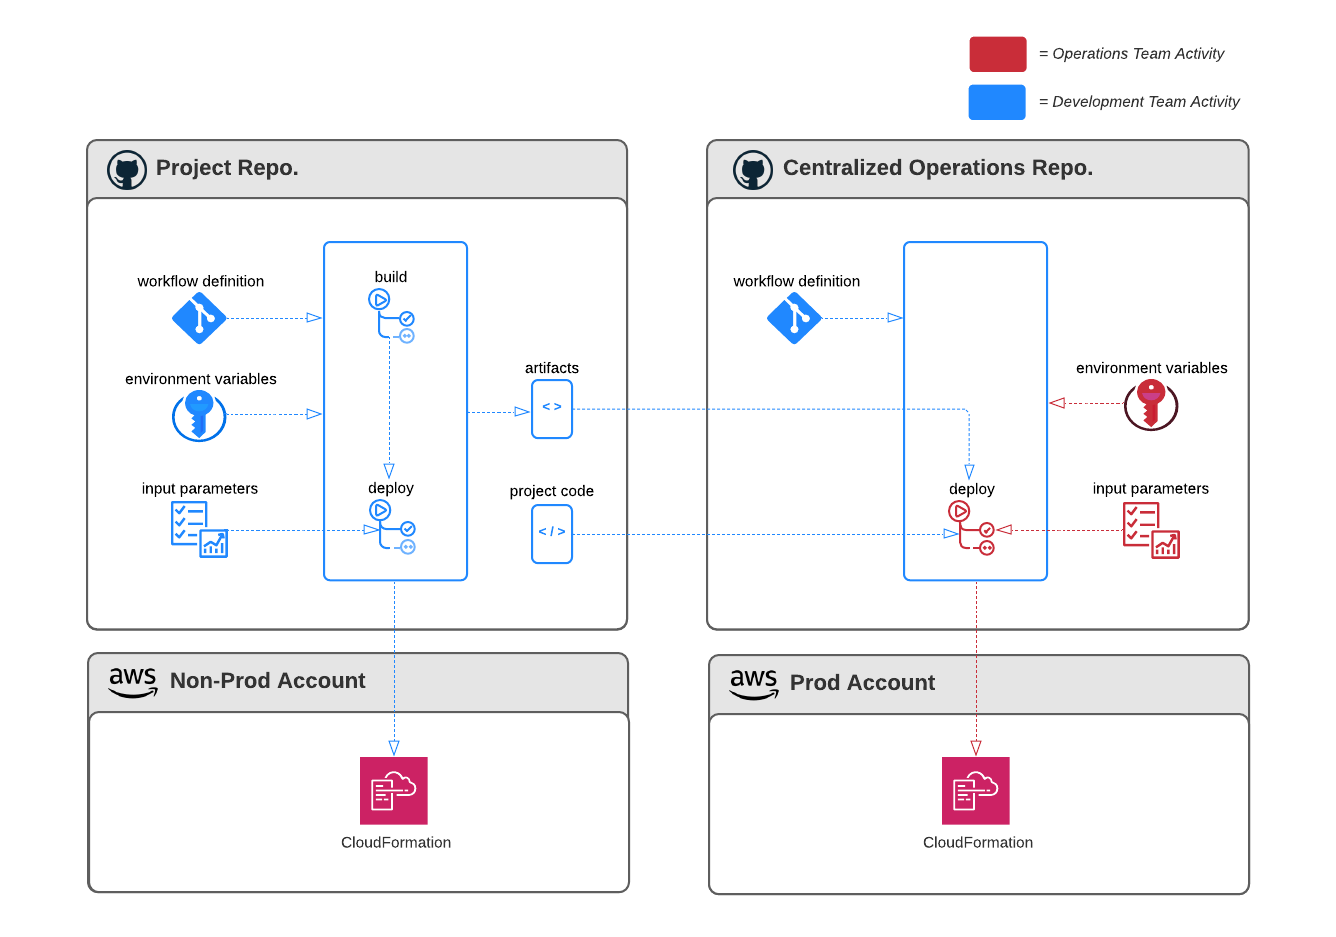 = Operations Team Activity
= Development Team Activity
Project Repo.
Centralized Operations Repo.
build
workflow definition
workflow definition
artifacts
environment variables
environment variables
< >
deploy
input parameters
project code
deploy
input parameters
< / >
aws Non-Prod Account
aws Prod Account
CloudFormation
CloudFormation